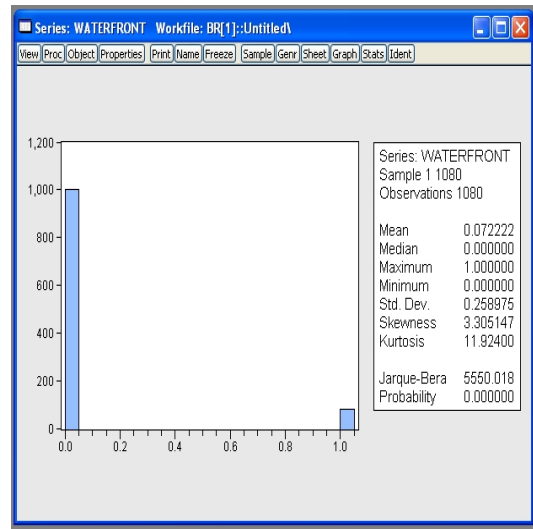 Series: WATERFRONT Workfile: BR[1]::Untitled\
View Proc Object Properties Print Name Freeze Sample Genr Sheet Graph Stats Ident
1,200
1,000
800
600
400
200
0
0.0 0.2 0.4 0.6 0.8 1.0
Series: WATERFRONT
Sample 1 1080
Observations 1080
Mean 0.072222
Median 0.000000
Maximum 1.000000
Minimum 0.000000
Std. Dev. 0.258975
Skewness 3.305147
Kurtosis 11.92400
Jarque-Bera 5550.018
Probability 0.000000